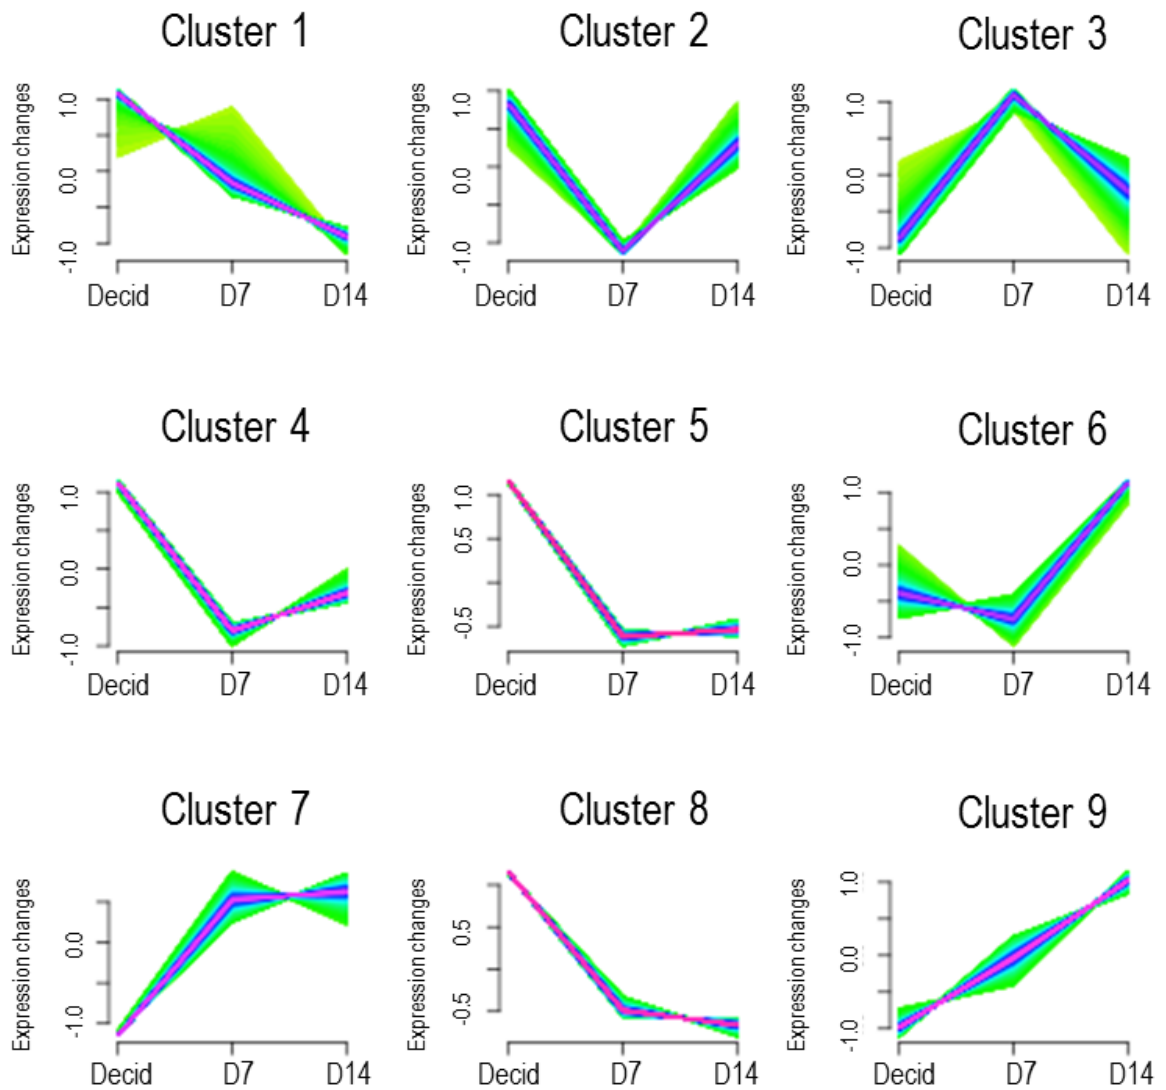 Cluster 1
Expression changes
1.0
0.0
-1.0
Decid D7 D14
Cluster 2
Expression changes
1.0
0.0
-1.0
Decid D7 D14
Cluster 3
Expression changes
1.0
0.0
-1.0
Decid D7 D14
Cluster 4
Expression changes
1.0
0.0
-1.0
Decid D7 D14
Cluster 5
Expression changes
1.0
0.5
-0.5
Decid D7 D14
Cluster 6
Expression changes
1.0
0.0
-1.0
Decid D7 D14
Cluster 7
Expression changes
0.0
-1.0
Decid D7 D14
Cluster 8
Expression changes
0.5
-0.5
Decid D7 D14
Cluster 9
Expression changes
1.0
0.0
-1.0
Decid D7 D14